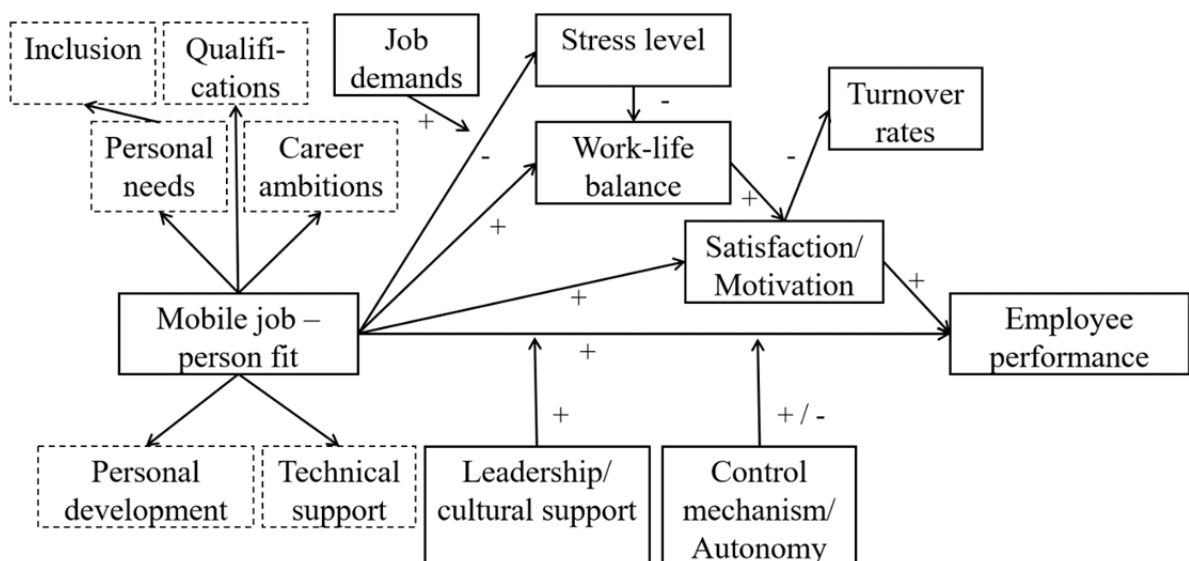 Inclusion
Qualifi-
cations
Job
demands
Stress level
Turnover
rates
+
-
-
-
Personal
needs
Career
ambitions
Work-life
balance
+
+
Satisfaction/
Motivation
+
+
Mobile job –
person fit
+
Employee
performance
+
+ / -
Personal
development
Technical
support
Leadership/
cultural support
Control
mechanism/
Autonomy